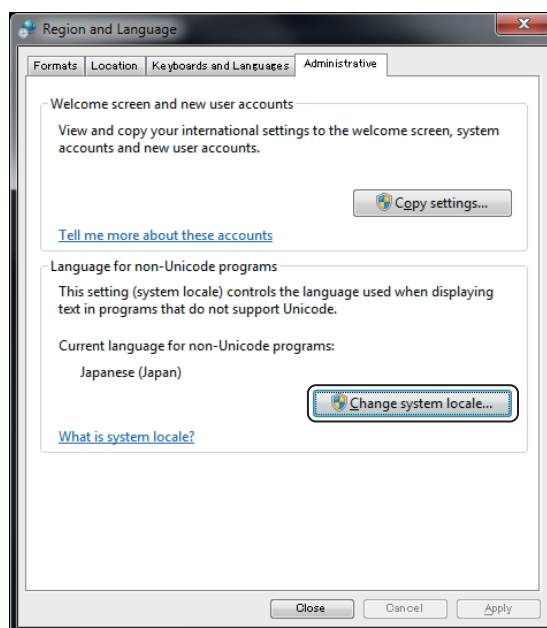 Region and Language
Formats Location Keyboards and Languages Administrative
Welcome screen and new user accounts
View and copy your international settings to the welcome screen, system
accounts and new user accounts.
Copy settings...
Tell me more about these accounts
Language for non-Unicode programs
This setting (system locale) controls the language used when displaying
text in programs that do not support Unicode.
Current language for non-Unicode programs:
Japanese (Japan)
Change system locale...
What is system locale?
Close Cancel Apply